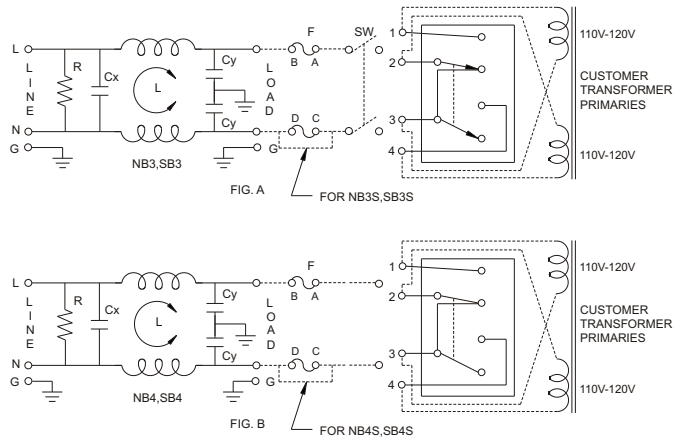 L
L
I
N
E
R
Cx
L
Cy
Cy
N
G
NB3,SB3
L
O
A
D
G
F
B A
D C
SW.
FIG. A
FOR NB3S,SB3S
1
2
3
4
110V-120V
CUSTOMER
TRANSFORMER
PRIMARIES
110V-120V
L
L
I
N
E
R
Cx
L
Cy
Cy
N
G
NB4,SB4
L
O
A
D
G
F
B A
D C
FIG. B
FOR NB4S,SB4S
1
2
3
4
110V-120V
CUSTOMER
TRANSFORMER
PRIMARIES
110V-120V